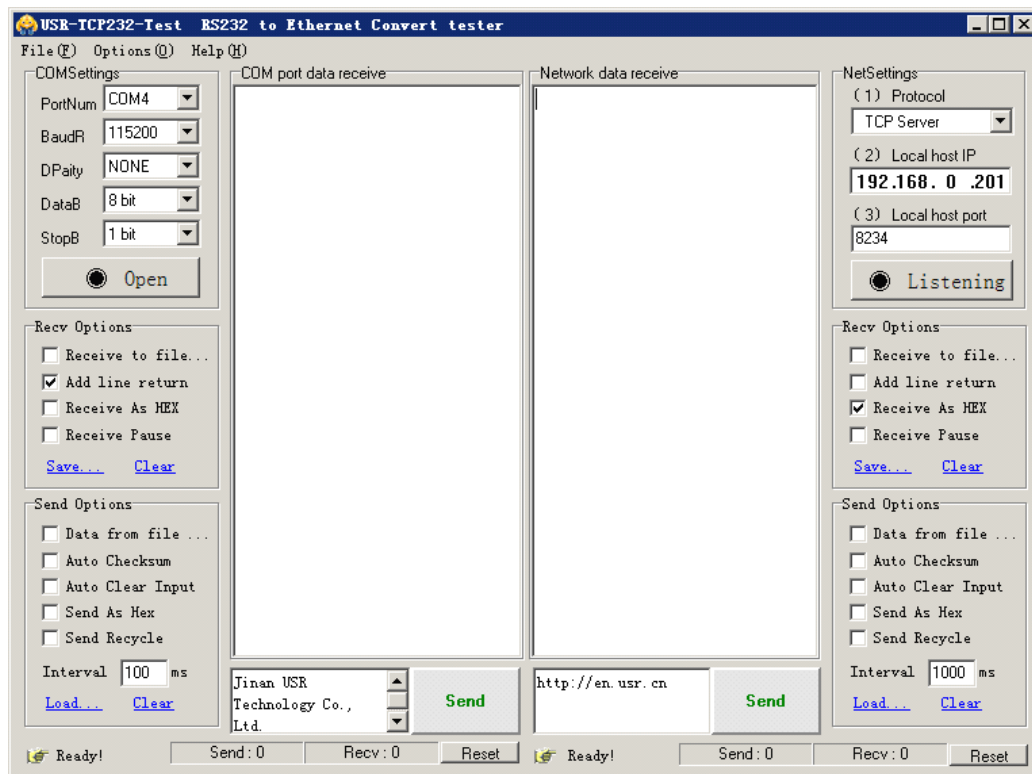 USR-TCP232-Test RS232 to Ethernet Convert tester
File(F) Options(O) Help(H)
COMSettings
PortNum COM4
BaudR 115200
DPaity NONE
DataB 8 bit
StopB 1 bit
Open
Recv Options
Receive to file...
Add line return
Receive As HEX
Receive Pause
Save... Clear
Send Options
Data from file ...
Auto Checksum
Auto Clear Input
Send As Hex
Send Recycle
Interval 100 ms
Load... Clear
COM port data receive
Jinan USR
Technology Co.,
Ltd.
Send
Network data receive
http://en.usr.cn
Send
NetSettings
(1) Protocol
TCP Server
(2) Local host IP
192.168. 0 .201
(3) Local host port
8234
Listening
Recv Options
Receive to file...
Add line return
Receive As HEX
Receive Pause
Save... Clear
Send Options
Data from file ...
Auto Checksum
Auto Clear Input
Send As Hex
Send Recycle
Interval 1000 ms
Load... Clear
Ready! Send : 0 Recv : 0 Reset
Ready! Send : 0 Recv : 0 Reset